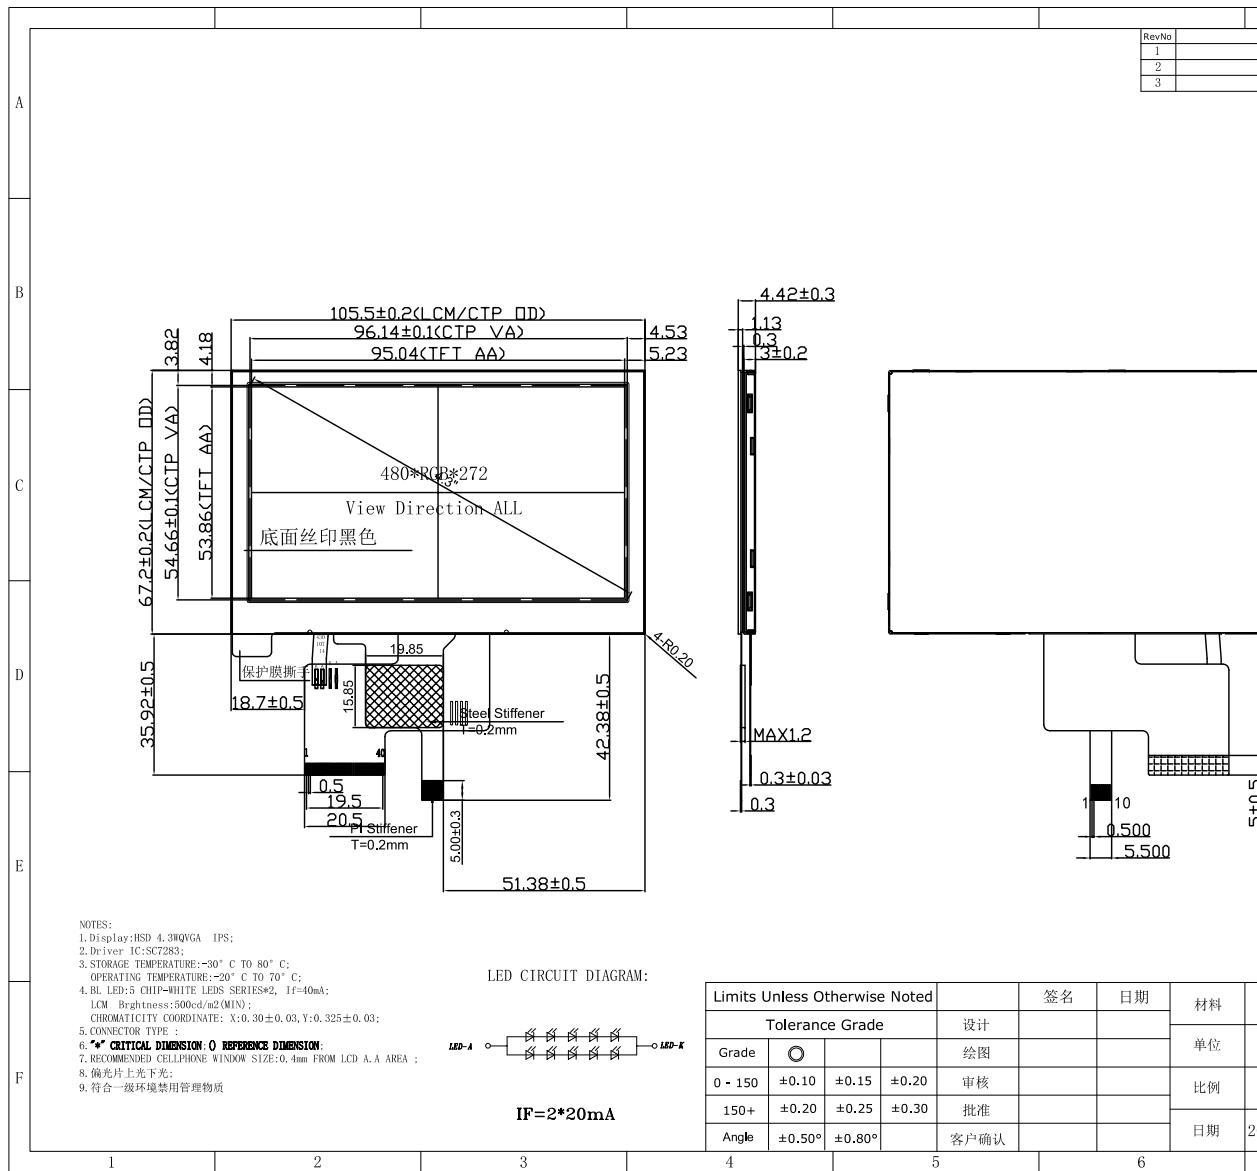 RevNo
1
2
3
A
B
C
D
E
F
105.5±0.2(LCM/CTP OD)
96.14±0.1(CTP VA)
4.53
95.04(TFT AA)
5.23
3.82
4.18
67.2±0.2(LCM/CTP OD)
54.66±0.1(CTP VA)
53.86(TFT AA)
480*RGB*272
4.3"
View Direction ALL
底面丝印黑色
4.42±0.3
1.13
0.3
3±0.2
4-R0.20
保护膜撕手
19.85
15.85
18.7±0.5
35.92±0.5
42.38±0.5
Steel Stiffener
T=0.2mm
1
40
0.5
19.5
20.5
PI Stiffener
T=0.2mm
5.00±0.3
51.38±0.5
MAX1.2
0.3±0.03
0.3
1
10
0.500
5.500
5±0.5
NOTES:
1.Display:HSD 4.3WQVGA IPS;
2.Driver IC:SC7283;
3.STORAGE TEMPERATURE:-30° C TO 80° C;
OPERATING TEMPERATURE:-20° C TO 70° C;
4.BL LED:5 CHIP-WHITE LEDS SERIES*2, If=40mA;
LCM Brghtness:500cd/m2(MIN);
CHROMATICITY COORDINATE: X:0.30±0.03,Y:0.325±0.03;
5.CONNECTOR TYPE :
6."*" CRITICAL DIMENSION;() REFERENCE DIMENSION;
7.RECOMMENDED CELLPHONE WINDOW SIZE:0.4mm FROM LCD A.A AREA ;
8.偏光片上光下光;
9.符合一级环境禁用管理物质
LED CIRCUIT DIAGRAM:
LED-A
LED-K
IF=2*20mA
Limits Unless Otherwise Noted
签名
日期
材料
Tolerance Grade
设计
Grade
绘图
单位
0 - 150
±0.10
±0.15
±0.20
审核
150+
±0.20
±0.25
±0.30
批准
比例
Angle
±0.50°
±0.80°
客户确认
日期
2
1
2
3
4
5
6